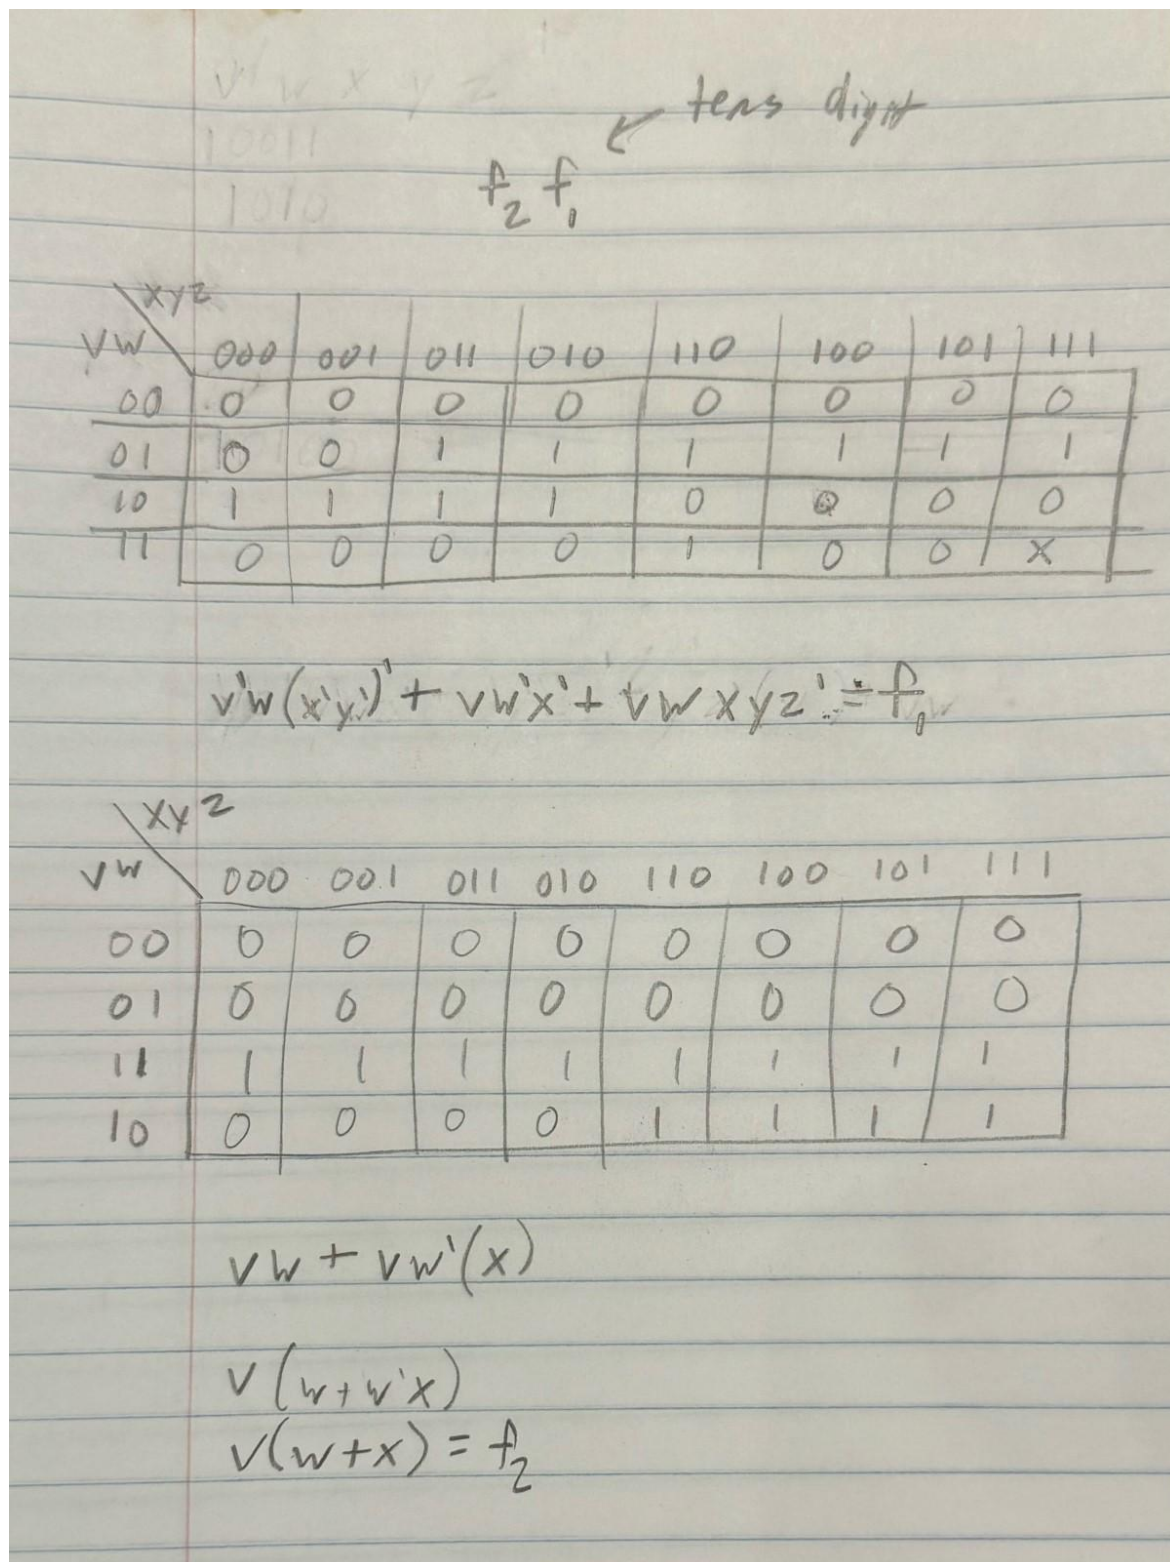 v w x y z
10011
1010
tens digit
f₂ f₁
xyz
vw 000 001 011 010 110 100 101 111
00 0 0 0 0 0 0 0 0
01 0 0 1 1 1 1 1 1
10 1 1 1 1 0 0 0 0
11 0 0 0 0 1 0 0 X
v'w(x'y')' + vw'x' + vwxyz' = f₁
xyz
vw 000 001 011 010 110 100 101 111
00 0 0 0 0 0 0 0 0
01 0 0 0 0 0 0 0 0
11 1 1 1 1 1 1 1 1
10 0 0 0 0 1 1 1 1
vw + vw'(x)
v(w+w'x)
v(w+x) = f₂